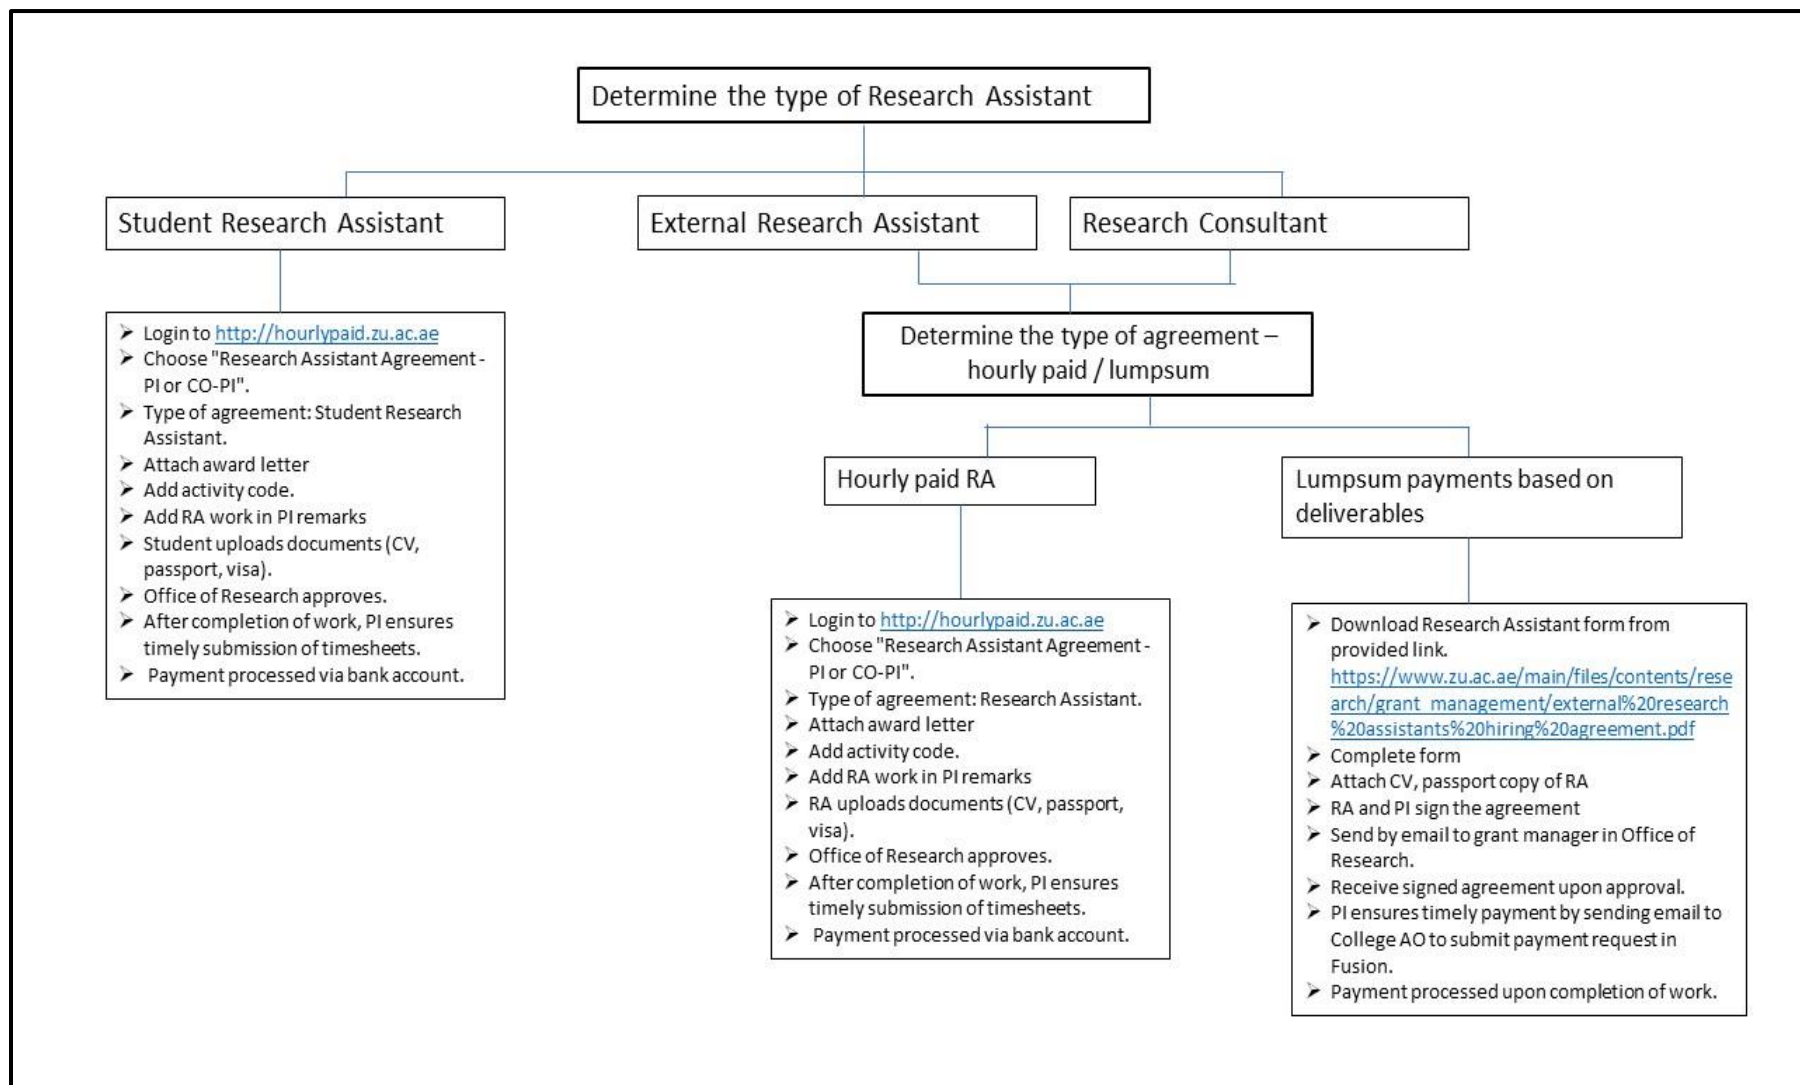 Determine the type of Research Assistant
Student Research Assistant
External Research Assistant
Research Consultant
➢ Login to http://hourlypaid.zu.ac.ae
➢ Choose "Research Assistant Agreement -
PI or CO-PI".
➢ Type of agreement: Student Research
Assistant.
➢ Attach award letter
➢ Add activity code.
➢ Add RA work in PI remarks
➢ Student uploads documents (CV,
passport, visa).
➢ Office of Research approves.
➢ After completion of work, PI ensures
timely submission of timesheets.
➢ Payment processed via bank account.
Determine the type of agreement –
hourly paid / lumpsum
Hourly paid RA
Lumpsum payments based on
deliverables
➢ Login to http://hourlypaid.zu.ac.ae
➢ Choose "Research Assistant Agreement -
PI or CO-PI".
➢ Type of agreement: Research Assistant.
➢ Attach award letter
➢ Add activity code.
➢ Add RA work in PI remarks
➢ RA uploads documents (CV, passport,
visa).
➢ Office of Research approves.
➢ After completion of work, PI ensures
timely submission of timesheets.
➢ Payment processed via bank account.
➢ Download Research Assistant form from
provided link.
https://www.zu.ac.ae/main/files/contents/rese
arch/grant_management/external%20research
%20assistants%20hiring%20agreement.pdf
➢ Complete form
➢ Attach CV, passport copy of RA
➢ RA and PI sign the agreement
➢ Send by email to grant manager in Office of
Research.
➢ Receive signed agreement upon approval.
➢ PI ensures timely payment by sending email to
College AO to submit payment request in
Fusion.
➢ Payment processed upon completion of work.